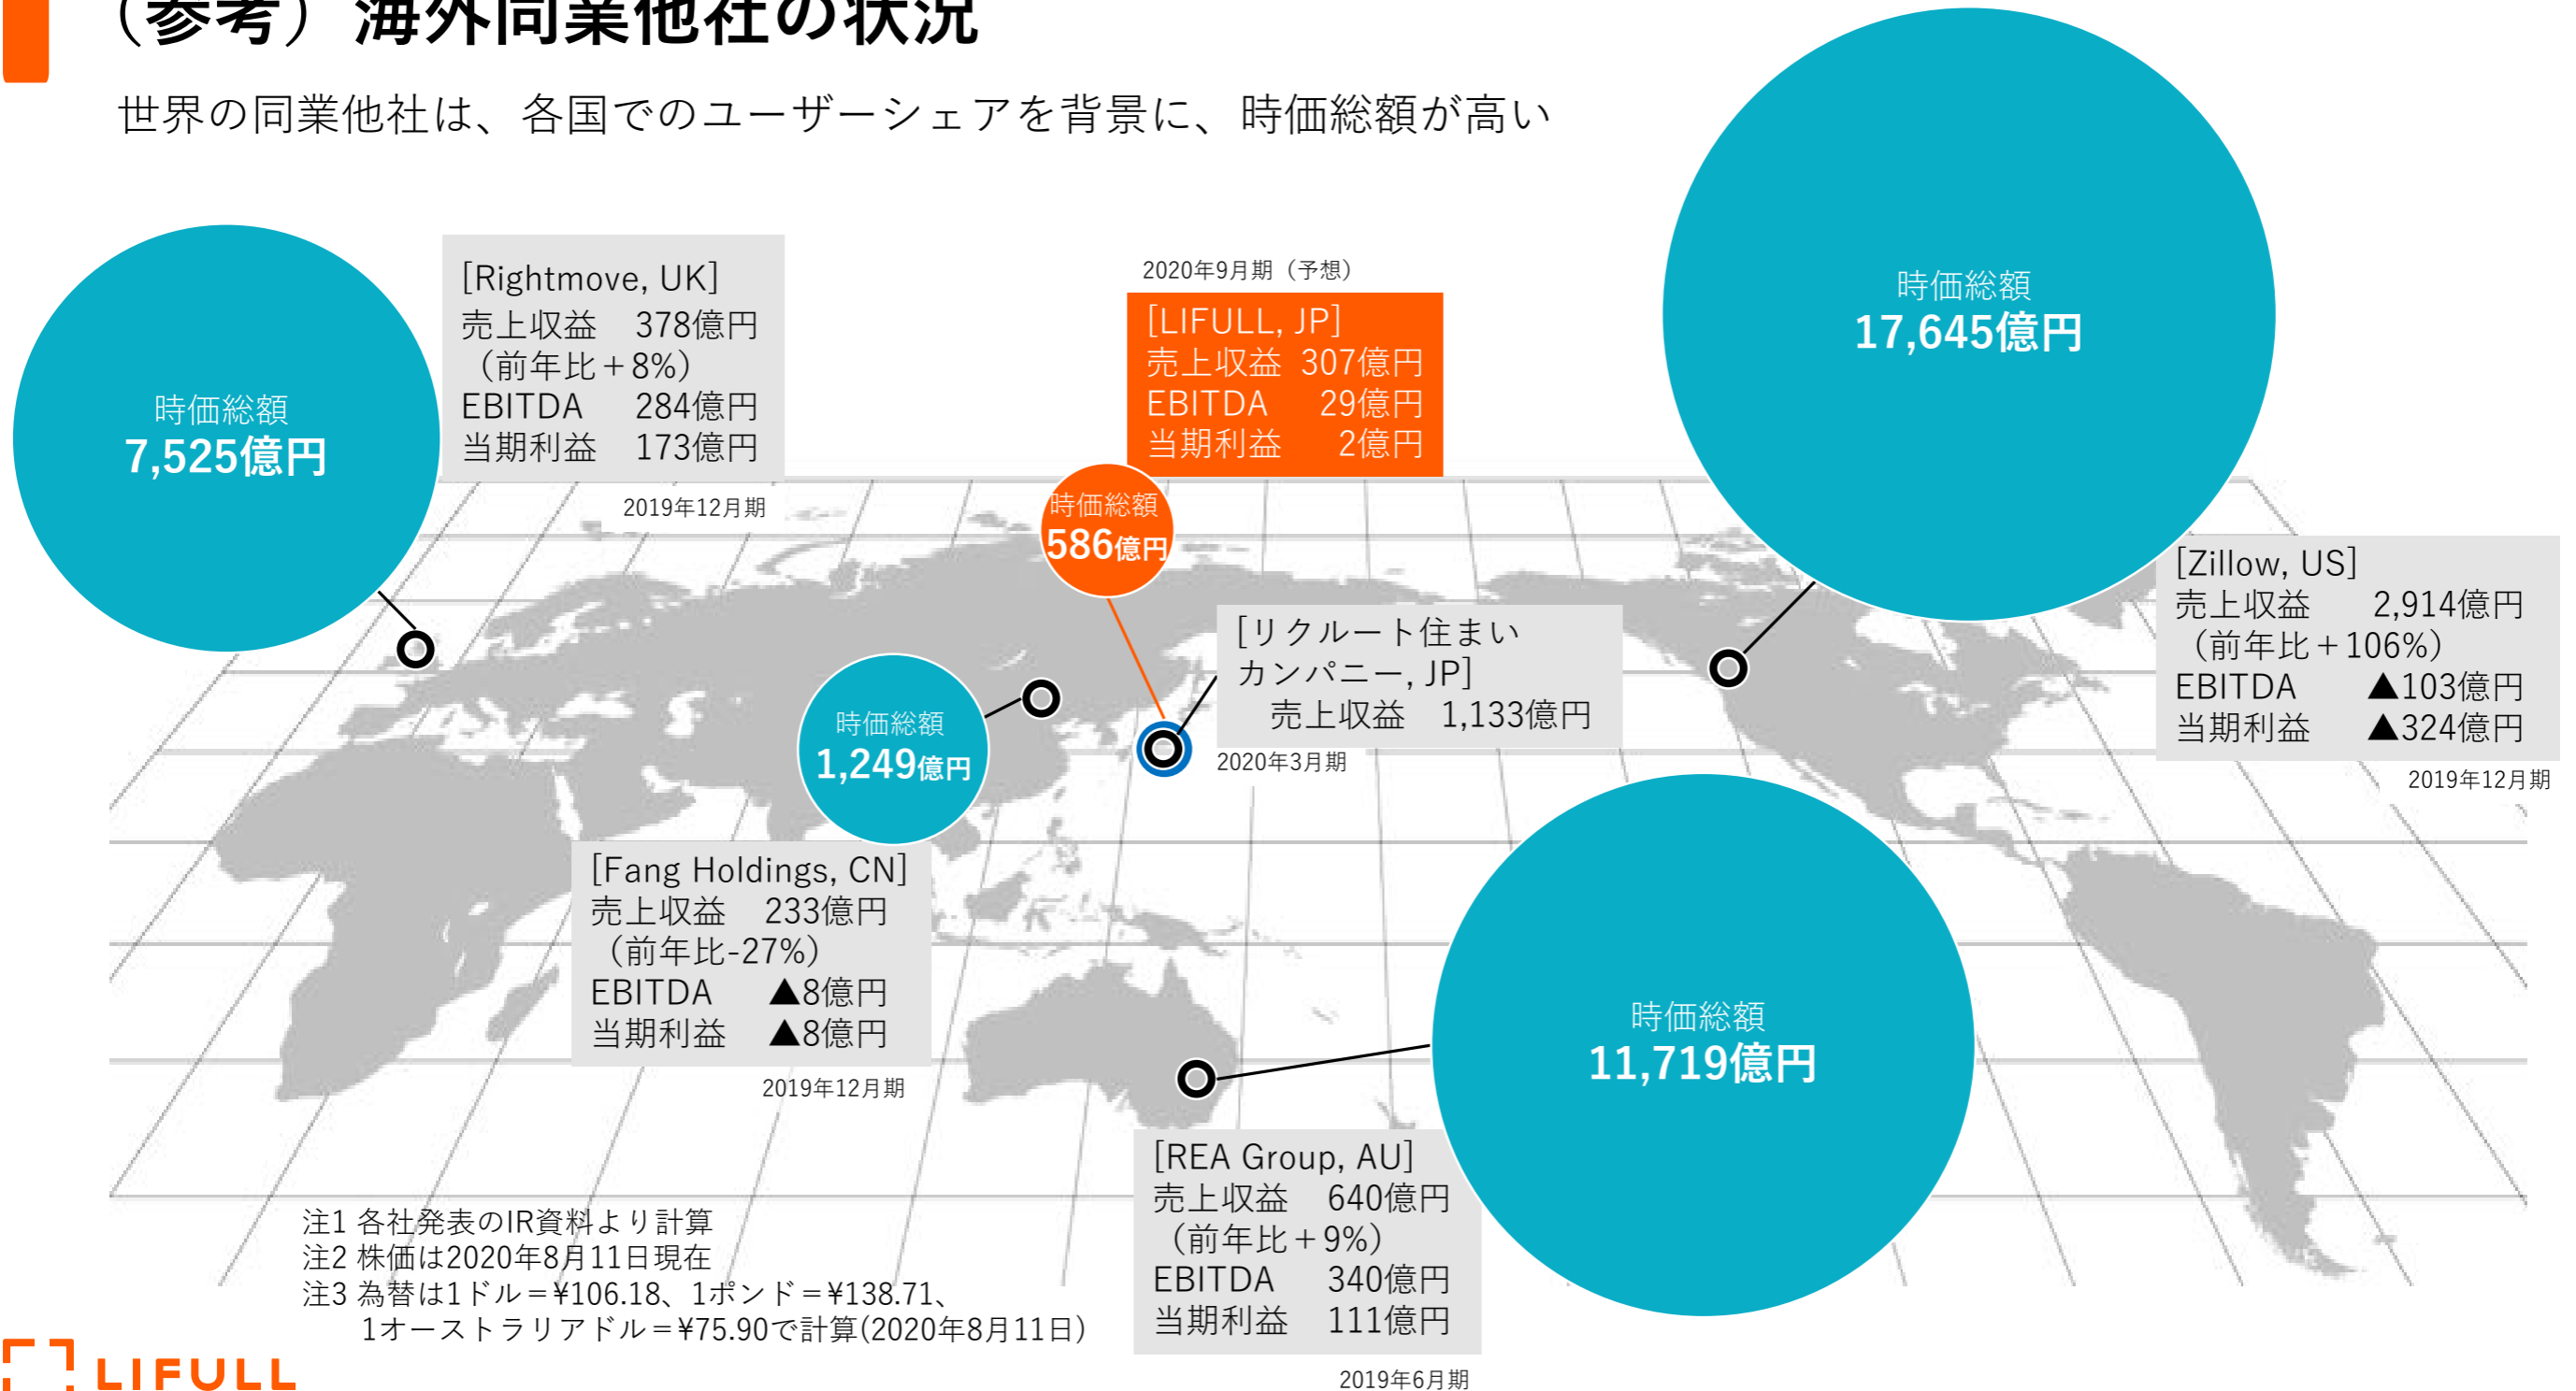 （参考）海外同業他社の状況
世界の同業他社は、各国でのユーザーシェアを背景に、時価総額が高い
時価総額
7,525億円
[Rightmove, UK]
売上収益 378億円
（前年比＋8%）
EBITDA 284億円
当期利益 173億円
2019年12月期
2020年9月期（予想）
[LIFULL, JP]
売上収益 307億円
EBITDA 29億円
当期利益 2億円
時価総額
586億円
時価総額
17,645億円
[Zillow, US]
売上収益 2,914億円
（前年比＋106%）
EBITDA ▲103億円
当期利益 ▲324億円
2019年12月期
[リクルート住まい
カンパニー, JP]
売上収益 1,133億円
2020年3月期
時価総額
1,249億円
[Fang Holdings, CN]
売上収益 233億円
（前年比-27%）
EBITDA ▲8億円
当期利益 ▲8億円
2019年12月期
時価総額
11,719億円
[REA Group, AU]
売上収益 640億円
（前年比＋9%）
EBITDA 340億円
当期利益 111億円
2019年6月期
注1 各社発表のIR資料より計算
注2 株価は2020年8月11日現在
注3 為替は1ドル＝¥106.18、1ポンド＝¥138.71、
1オーストラリアドル＝¥75.90で計算(2020年8月11日)
LIFULL